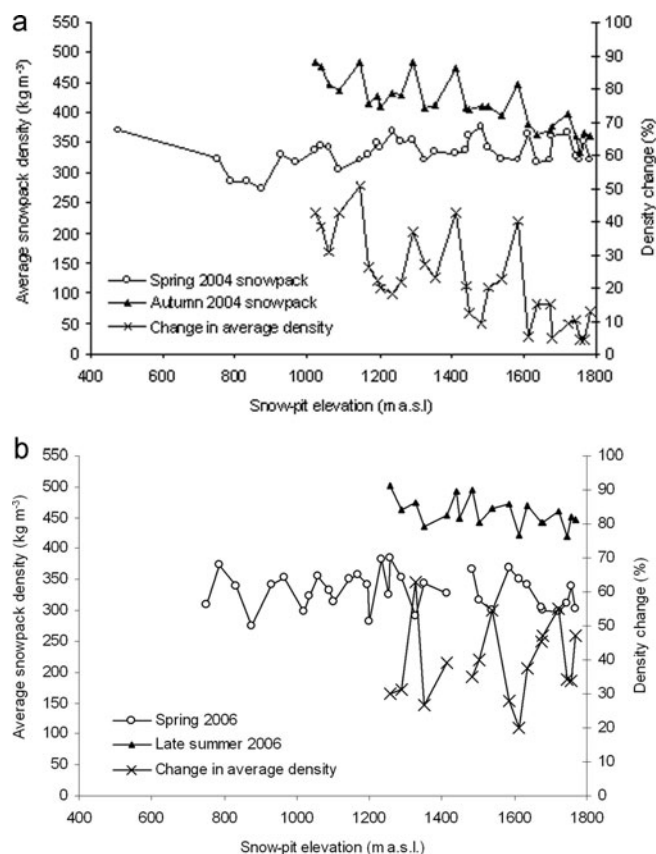 a
550
500
450
400
350
300
250
200
150
100
50
0
Average snowpack density (kg m⁻³)
100
90
80
70
60
50
40
30
20
10
0
Density change (%)
Spring 2004 snowpack
Autumn 2004 snowpack
Change in average density
400 600 800 1000 1200 1400 1600 1800
Snow-pit elevation (m a.s.l)
b
550
500
450
400
350
300
250
200
150
100
50
0
Average snowpack density (kg m⁻³)
100
90
80
70
60
50
40
30
20
10
0
Density change (%)
Spring 2006
Late summer 2006
Change in average density
400 600 800 1000 1200 1400 1600 1800
Snow-pit elevation (m a.s.l.)